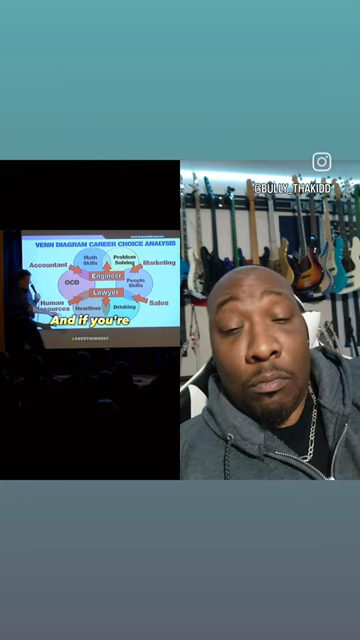 @BULLY_THAKIDD
VENN DIAGRAM CAREER CHOICE ANALYSIS
Math
Skills
Problem
Solving
Accountant
Marketing
Engineer
OCD
People
Skills
Lawyer
Human
Resources
Heartless
Drinking
Sales
And if you're